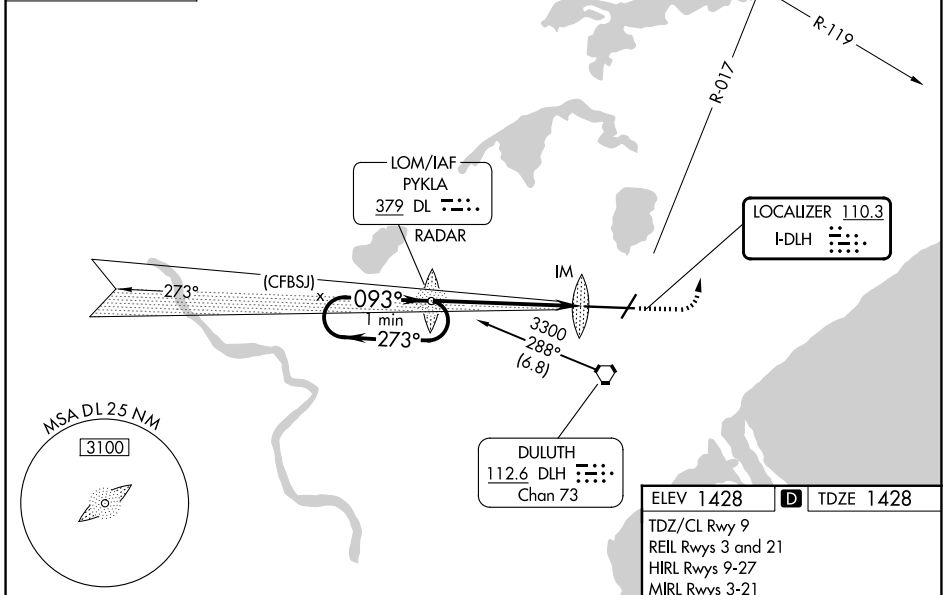 R-119
R-017
LOM/IAF
PYKLA
379 DL
RADAR
LOCALIZER 110.3
I-DLH
IM
(CFBSJ)
273°
x
093°
1 min
273°
3300
288°
(6.8)
MSA DL 25 NM
3100
DULUTH
112.6 DLH
Chan 73
ELEV 1428 D TDZE 1428
TDZ/CL Rwy 9
REIL Rwys 3 and 21
HIRL Rwys 9-27
MIRL Rwys 3-21